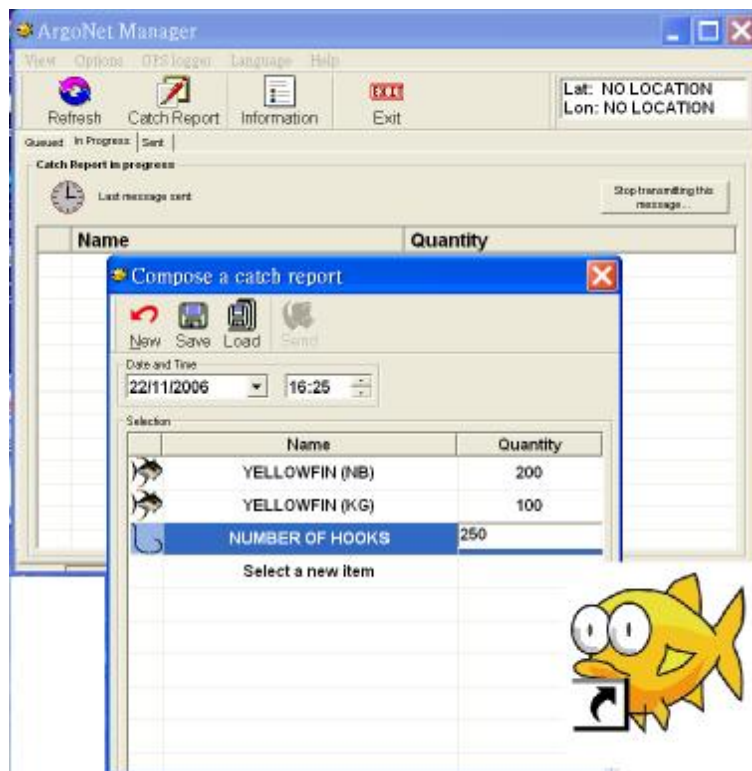 ArgoNet Manager
View Options GPS logger Language Help
Refresh Catch Report Information Exit
EXIT
Lat: NO LOCATION
Lon: NO LOCATION
Queued In Progress Sent
Catch Report in progress
Last message sent
Stop transmitting this
message...
Name Quantity
Compose a catch report
New Save Load Send
Date and Time
22/11/2006 16:25
Selection
Name Quantity
YELLOWFIN (NB) 200
YELLOWFIN (KG) 100
NUMBER OF HOOKS 250
Select a new item